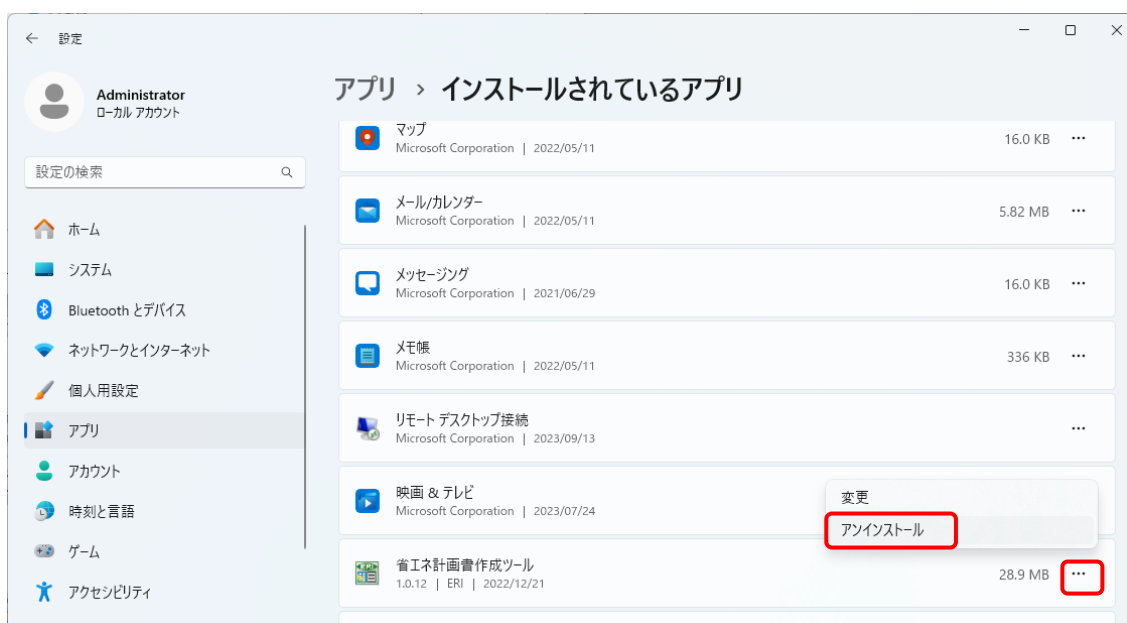 設定
Administrator
ローカル アカウント
設定の検索
ホーム
システム
Bluetooth とデバイス
ネットワークとインターネット
個人用設定
アプリ
アカウント
時刻と言語
ゲーム
アクセシビリティ
アプリ › インストールされているアプリ
マップ
Microsoft Corporation | 2022/05/11
16.0 KB
メール/カレンダー
Microsoft Corporation | 2022/05/11
5.82 MB
メッセージング
Microsoft Corporation | 2021/06/29
16.0 KB
メモ帳
Microsoft Corporation | 2022/05/11
336 KB
リモート デスクトップ接続
Microsoft Corporation | 2023/09/13
映画 & テレビ
Microsoft Corporation | 2023/07/24
変更
アンインストール
省エネ計画書作成ツール
1.0.12 | ERI | 2022/12/21
28.9 MB